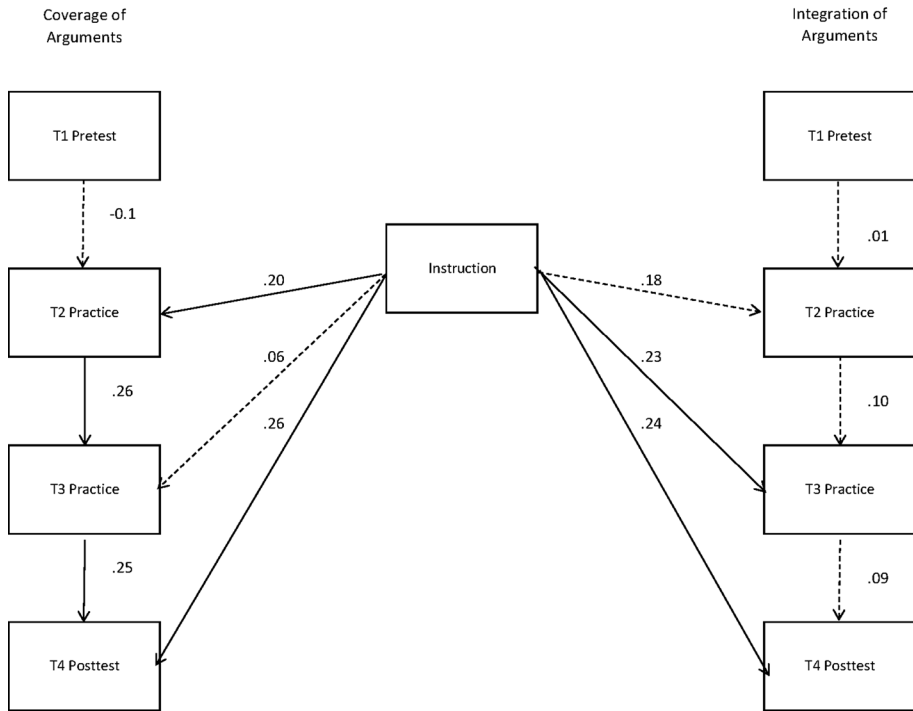 Coverage of
Arguments
Integration of
Arguments
T1 Pretest
T1 Pretest
-0.1
.01
Instruction
.20
.18
T2 Practice
T2 Practice
.06
.23
.26
.10
.26
.24
T3 Practice
T3 Practice
.25
.09
T4 Posttest
T4 Posttest